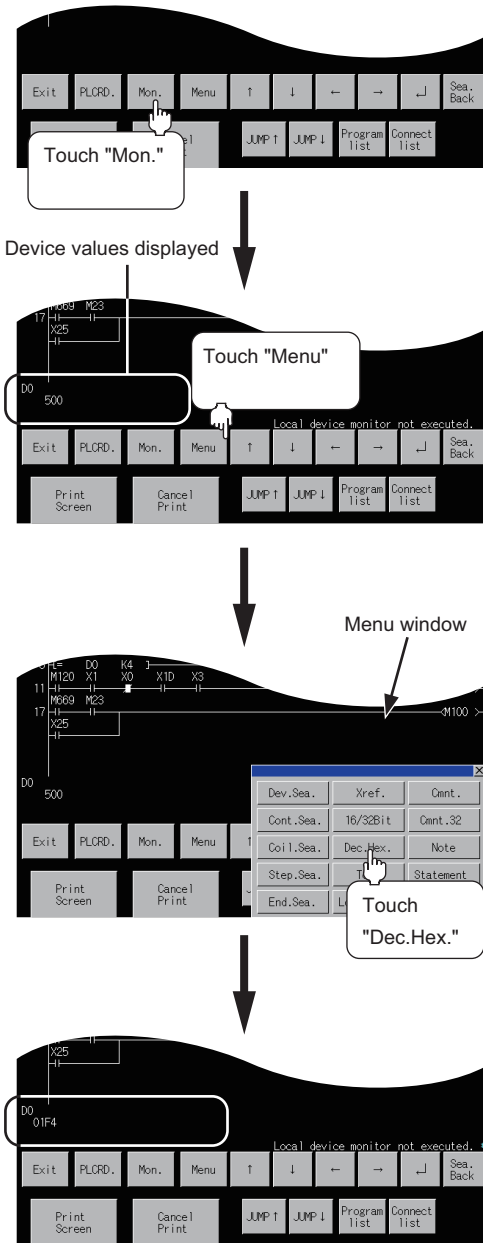 Exit PLCRD. Mon. Menu ↑ ↓ ← → ↵ Sea. Back
JUMP↑ JUMP↓ Program list Connect list
Touch "Mon."
Device values displayed
M669 M23
17
X25
Touch "Menu"
D0
500
Local device monitor not executed.
Exit PLCRD. Mon. Menu ↑ ↓ ← → ↵ Sea. Back
Print Screen Cancel Print JUMP↑ JUMP↓ Program list Connect list
Menu window
D0 K4
M120 X1 X0 X1D X3
11
M669 M23
17 M100
X25
D0
500
Dev.Sea. Xref. Cmnt.
Cont.Sea. 16/32Bit Cmnt.32
Exit PLCRD. Mon. Menu
Coil.Sea. Dec.Hex. Note
Step.Sea. Statement
Print Screen Cancel Print
End.Sea.
Touch
"Dec.Hex."
X25
D0
01F4
Local device monitor not executed.
Exit PLCRD. Mon. Menu ↑ ↓ ← → ↵ Sea. Back
Print Screen Cancel Print JUMP↑ JUMP↓ Program list Connect list